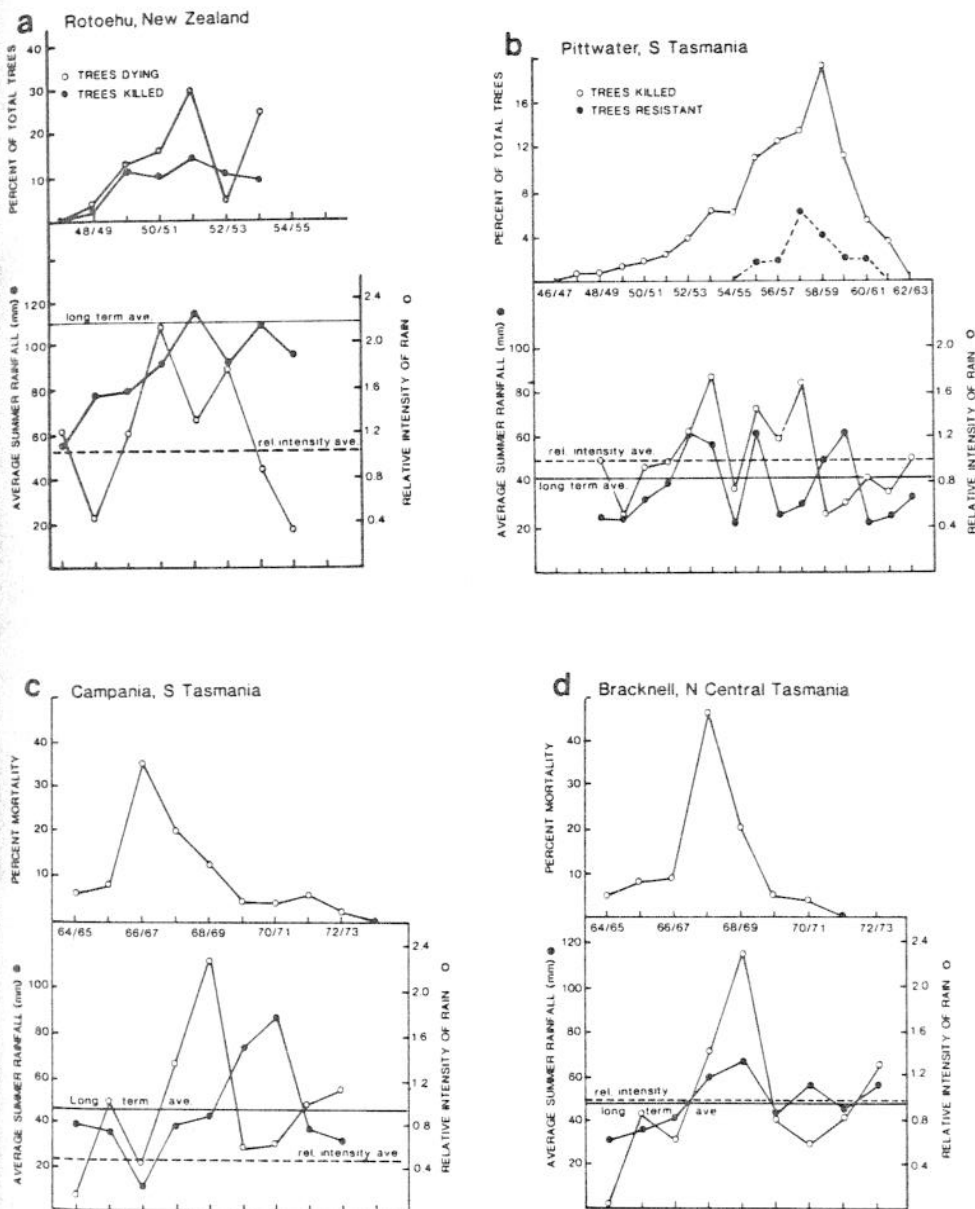 a Rotoehu, New Zealand
PERCENT OF TOTAL TREES
40
30
20
10
○ TREES DYING
● TREES KILLED
48/49 50/51 52/53 54/55
AVERAGE SUMMER RAINFALL (mm) ●
120
100
80
60
40
20
long term ave.
rel. intensity ave.
2.4
2.0
1.6
1.2
0.8
0.4
RELATIVE INTENSITY OF RAIN ○
b Pittwater, S Tasmania
PERCENT OF TOTAL TREES
16
12
8
4
○ TREES KILLED
● TREES RESISTANT
46/47 48/49 50/51 52/53 54/55 56/57 58/59 60/61 62/63
AVERAGE SUMMER RAINFALL (mm) ●
100
80
60
40
20
rel. intensity ave.
long term ave.
2.0
1.6
1.2
0.8
0.4
RELATIVE INTENSITY OF RAIN ○
c Campania, S Tasmania
PERCENT MORTALITY
40
30
20
10
64/65 66/67 68/69 70/71 72/73
AVERAGE SUMMER RAINFALL (mm) ●
100
80
60
40
20
Long term ave.
rel. intensity ave
2.4
2.0
1.6
1.2
0.8
0.4
RELATIVE INTENSITY OF RAIN ○
d Bracknell, N Central Tasmania
PERCENT MORTALITY
40
30
20
10
64/65 66/67 68/69 70/71 72/73
AVERAGE SUMMER RAINFALL (mm) ●
120
100
80
60
40
20
rel. intensity
long term ave
2.4
2.0
1.6
1.2
0.8
0.4
RELATIVE INTENSITY OF RAIN ○